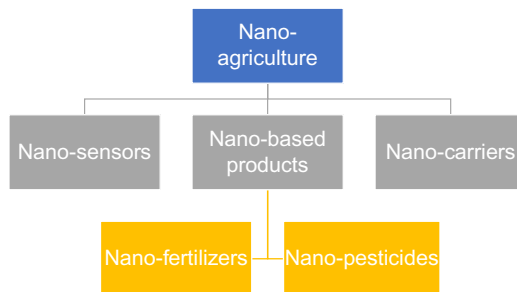 Nano-
agriculture
Nano-sensors
Nano-based
products
Nano-carriers
Nano-fertilizers
Nano-pesticides